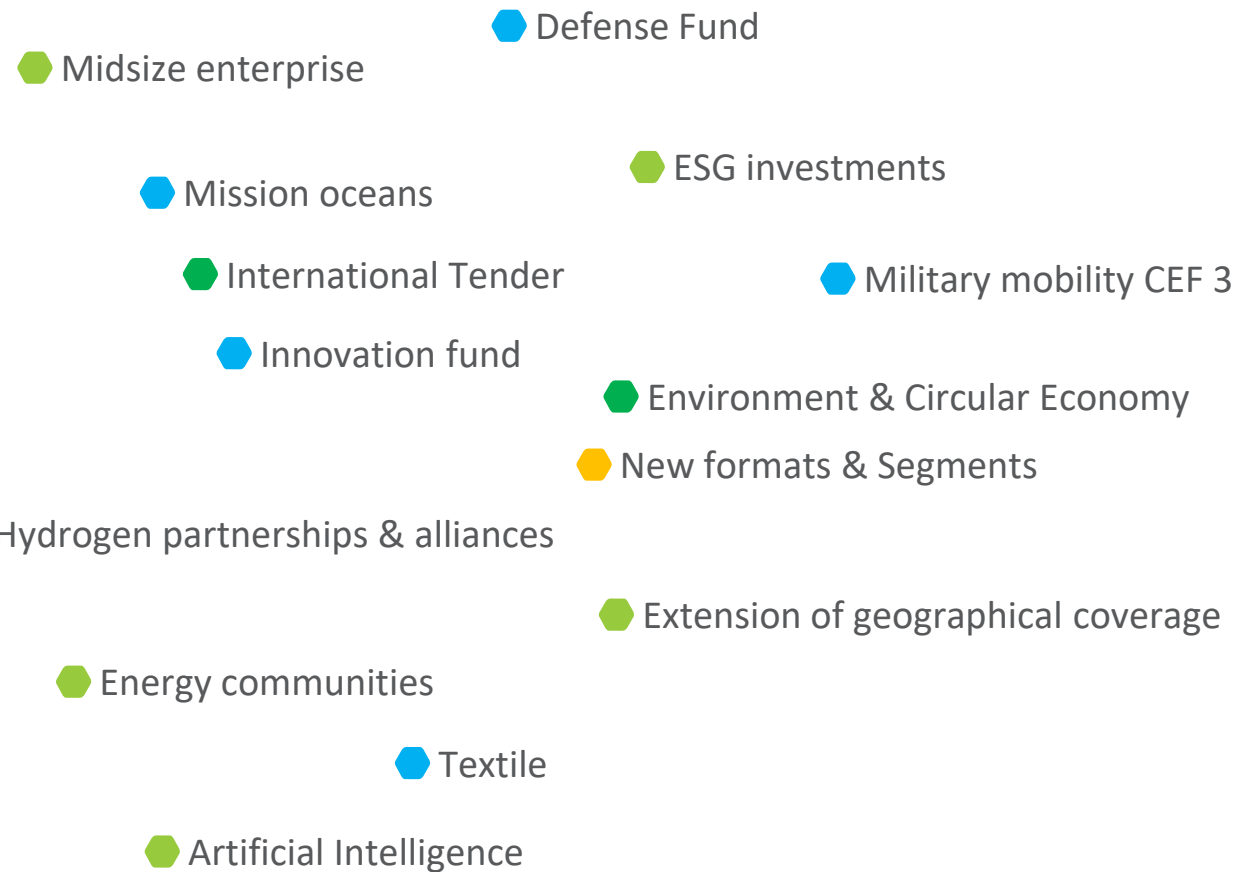 Defense Fund
Midsize enterprise
ESG investments
Mission oceans
International Tender
Military mobility CEF 3
Innovation fund
Environment & Circular Economy
New formats & Segments
Hydrogen partnerships & alliances
Extension of geographical coverage
Energy communities
Textile
Artificial Intelligence